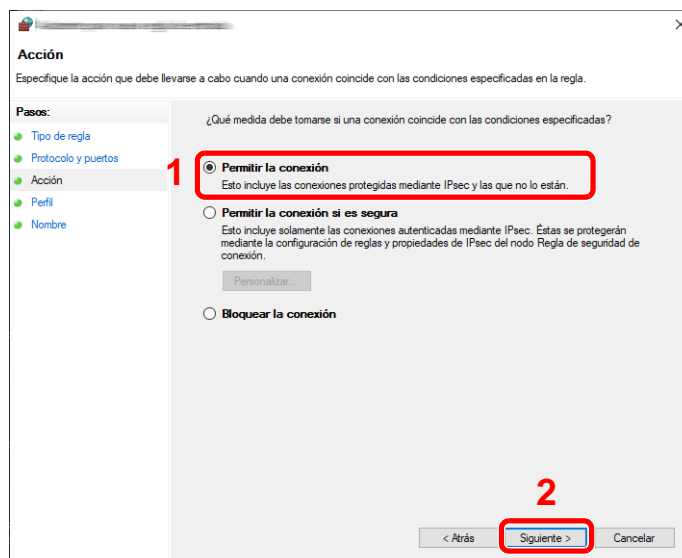 Acción
Especifique la acción que debe llevarse a cabo cuando una conexión coincide con las condiciones especificadas en la regla.
Pasos:
Tipo de regla
Protocolo y puertos
Acción
Perfil
Nombre
¿Qué medida debe tomarse si una conexión coincide con las condiciones especificadas?
1
Permitir la conexión
Esto incluye las conexiones protegidas mediante IPsec y las que no lo están.
Permitir la conexión si es segura
Esto incluye solamente las conexiones autenticadas mediante IPsec. Éstas se protegerán
mediante la configuración de reglas y propiedades de IPsec del nodo Regla de seguridad de
conexión.
Personalizar...
Bloquear la conexión
2
< Atrás
Siguiente >
Cancelar